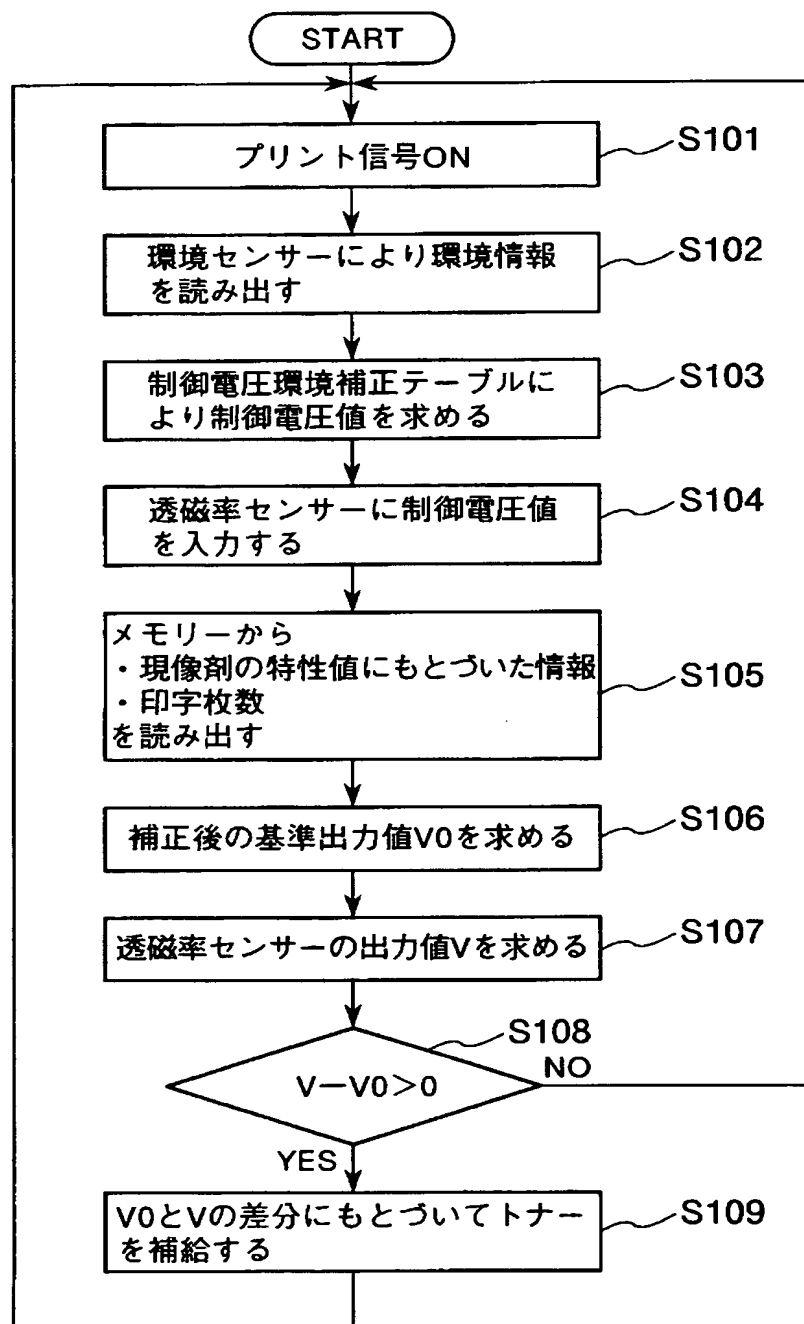 START
プリント信号ON
S101
環境センサーにより環境情報
を読み出す
S102
制御電圧環境補正テーブルに
より制御電圧値を求める
S103
透磁率センサーに制御電圧値
を入力する
S104
メモリーから
・現像剤の特性値にもとづいた情報
・印字枚数
を読み出す
S105
補正後の基準出力値V0を求める
S106
透磁率センサーの出力値Vを求める
S107
S108
V−V0>0
NO
YES
V0とVの差分にもとづいてトナー
を補給する
S109